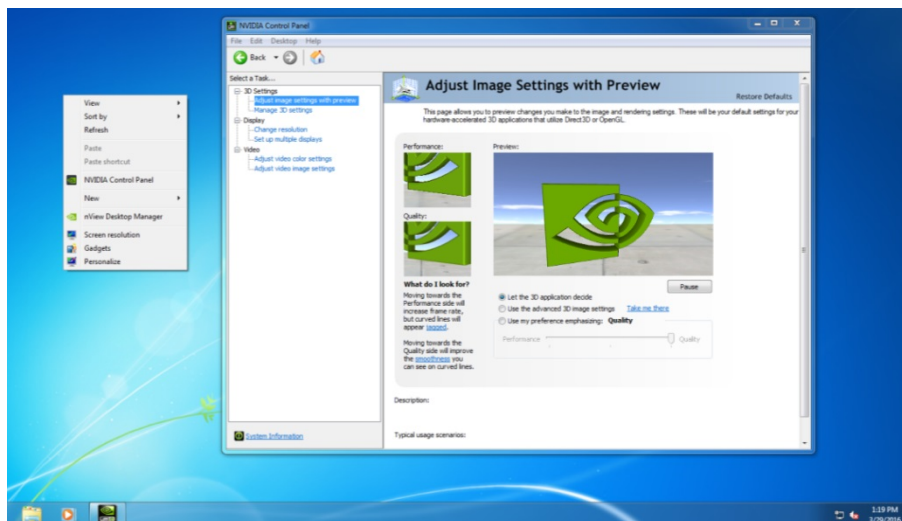 NVIDIA Control Panel
File Edit Desktop Help
Back
Select a Task...
3D Settings
Adjust image settings with preview
Manage 3D settings
Display
Change resolution
Set up multiple displays
Video
Adjust video color settings
Adjust video image settings
System Information
View
Sort by
Refresh
Paste
Paste shortcut
NVIDIA Control Panel
New
nView Desktop Manager
Screen resolution
Gadgets
Personalize
Adjust Image Settings with Preview
Restore Defaults
This page allows you to preview changes you make to the image and rendering settings. These will be your default settings for your
hardware-accelerated 3D applications that utilize Direct3D or OpenGL.
Performance:
Preview:
Quality:
What do I look for?
Moving towards the
Performance side will
increase frame rate,
but curved lines will
appear jagged.
Moving towards the
Quality side will improve
the smoothness you
can see on curved lines.
Pause
Let the 3D application decide
Use the advanced 3D image settings Take me there
Use my preference emphasizing: Quality
Performance Quality
Description:
Typical usage scenarios:
1:19 PM
3/29/2016